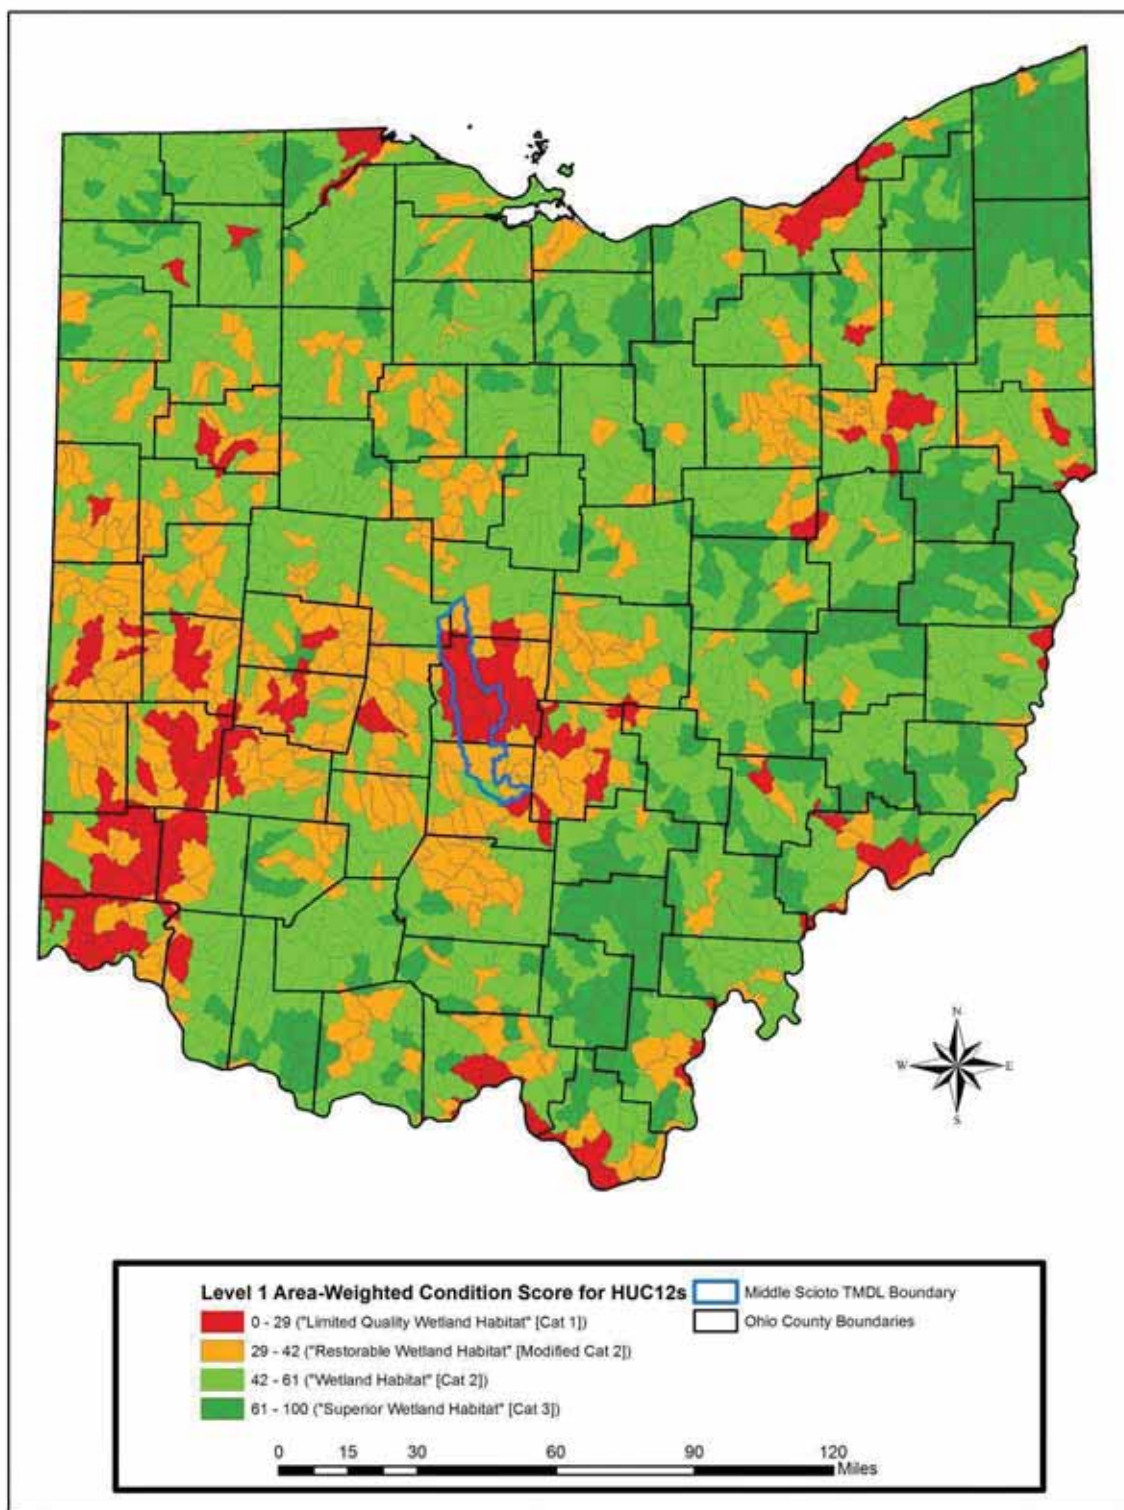 N
W E
S
Level 1 Area-Weighted Condition Score for HUC12s
0 - 29 ("Limited Quality Wetland Habitat" [Cat 1])
29 - 42 ("Restorable Wetland Habitat" [Modified Cat 2])
42 - 61 ("Wetland Habitat" [Cat 2])
61 - 100 ("Superior Wetland Habitat" [Cat 3])
Middle Scioto TMDL Boundary
Ohio County Boundaries
0 15 30 60 90 120
Miles